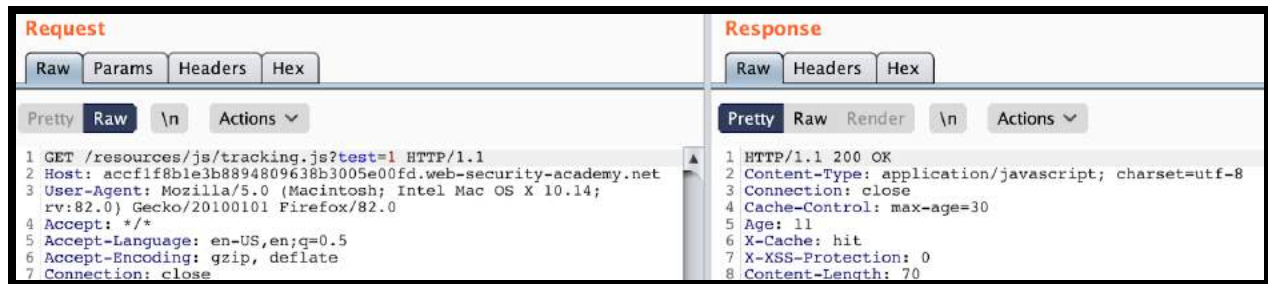 Request
Raw Params Headers Hex
Pretty Raw \n Actions
1 GET /resources/js/tracking.js?test=1 HTTP/1.1
2 Host: accf1f8b1e3b8894809638b3005e00fd.web-security-academy.net
3 User-Agent: Mozilla/5.0 (Macintosh; Intel Mac OS X 10.14;
rv:82.0) Gecko/20100101 Firefox/82.0
4 Accept: */*
5 Accept-Language: en-US,en;q=0.5
6 Accept-Encoding: gzip, deflate
7 Connection: close
Response
Raw Headers Hex
Pretty Raw Render \n Actions
1 HTTP/1.1 200 OK
2 Content-Type: application/javascript; charset=utf-8
3 Connection: close
4 Cache-Control: max-age=30
5 Age: 11
6 X-Cache: hit
7 X-XSS-Protection: 0
8 Content-Length: 70